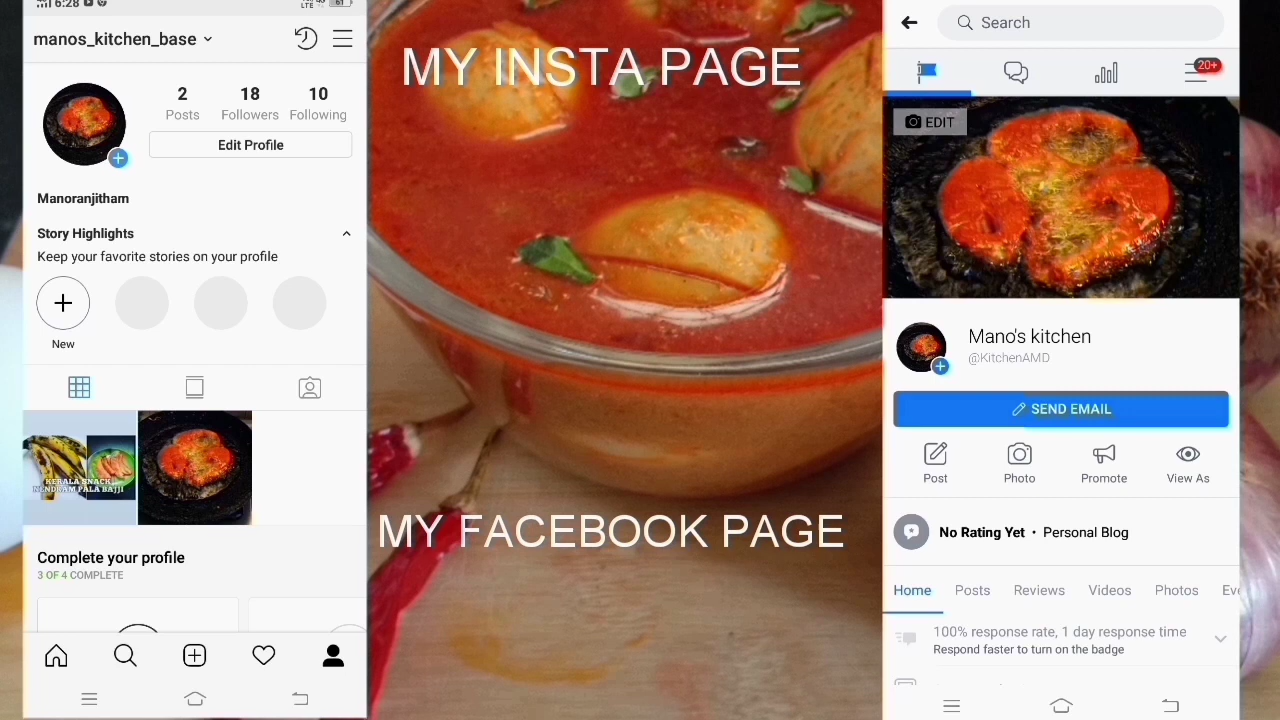 6:28
LTE 4G 61
manos_kitchen_base
2 18 10
Posts Followers Following
Edit Profile
Manoranjitham
Story Highlights
Keep your favorite stories on your profile
New
KERALA SNACK
NENDRAM PALA BAJJI
Complete your profile
3 OF 4 COMPLETE
MY INSTA PAGE
MY FACEBOOK PAGE
Search
20+
EDIT
Mano's kitchen
@KitchenAMD
SEND EMAIL
Post Photo Promote View As
No Rating Yet • Personal Blog
Home Posts Reviews Videos Photos Eve
100% response rate, 1 day response time
Respond faster to turn on the badge